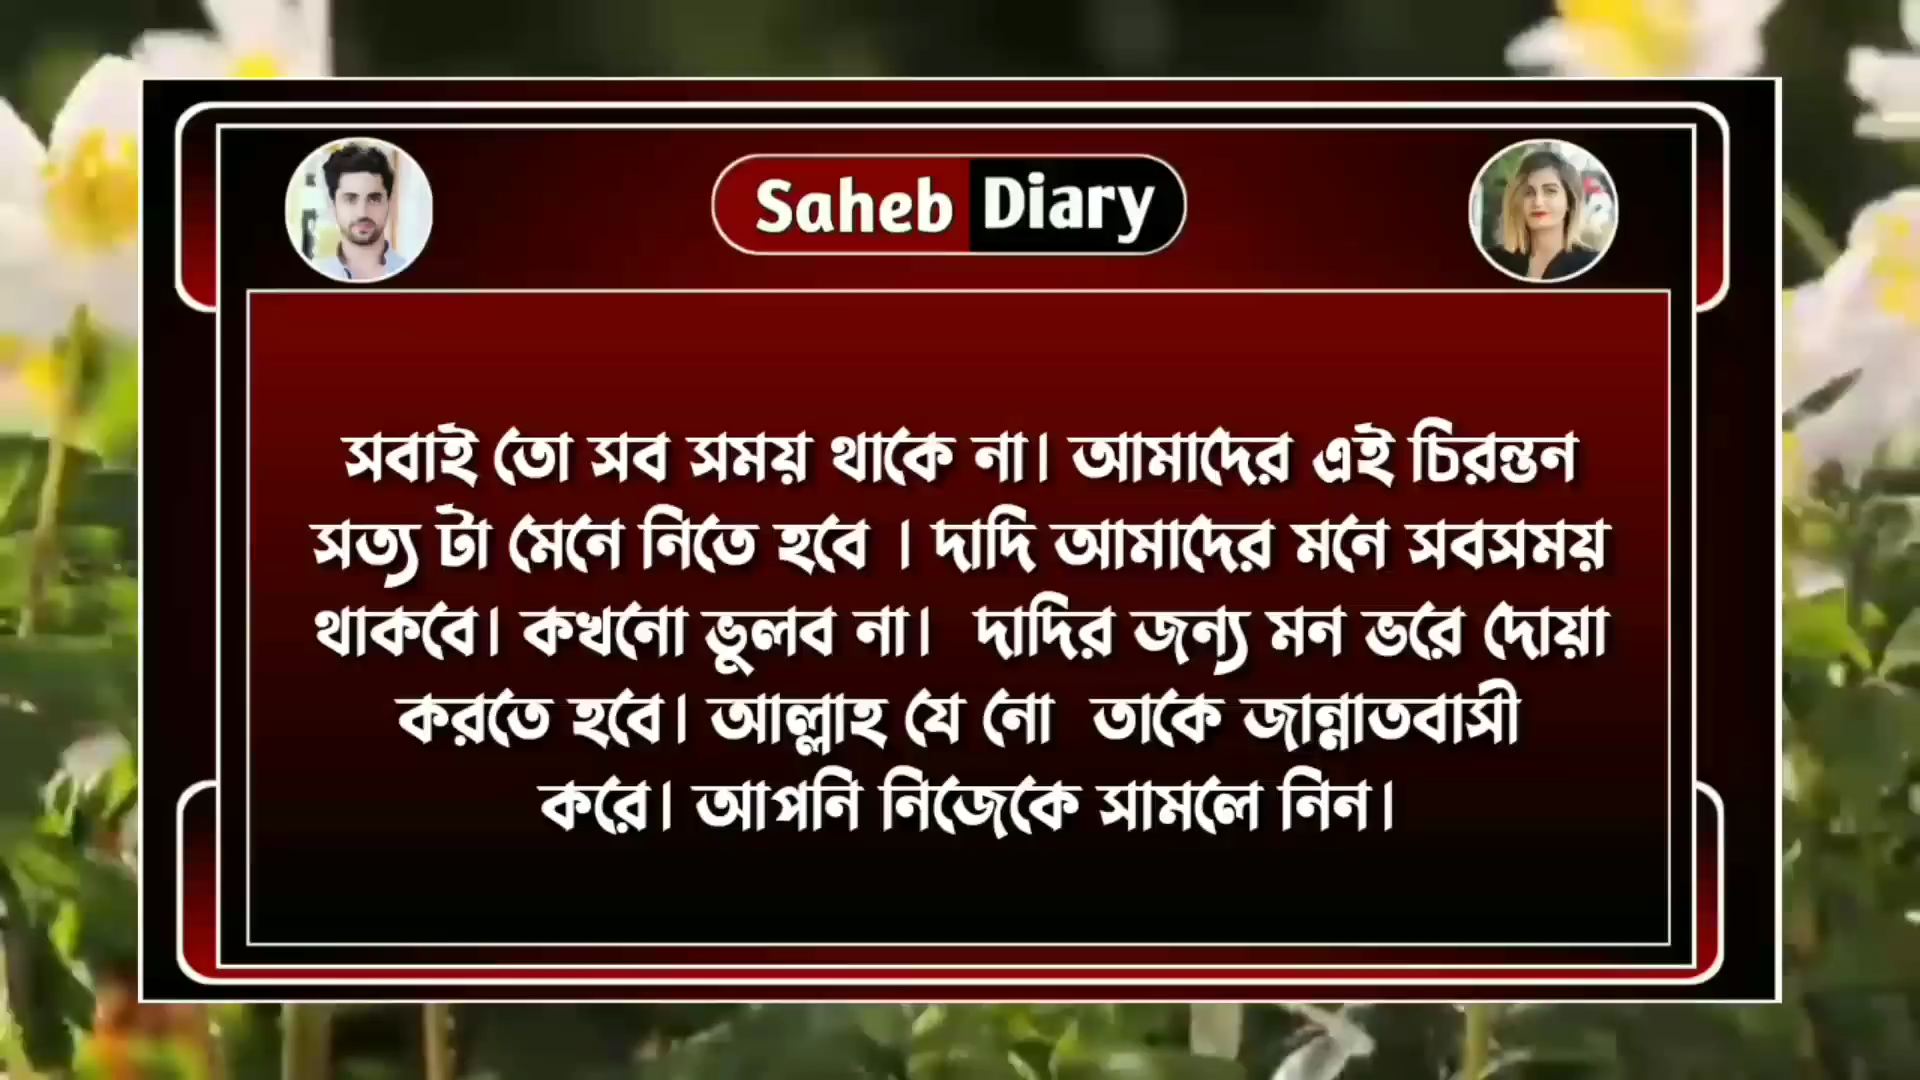 Saheb Diary
সবাই তো সব সময় থাকে না। আমাদের এই চিরন্তন
সত্য টা মেনে নিতে হবে । দাদি আমাদের মনে সবসময়
থাকবে। কখনো ভুলব না। দাদির জন্য মন ভরে দোয়া
করতে হবে। আল্লাহ যে নো তাকে জান্নাতবাসী
করে। আপনি নিজেকে সামলে নিন।